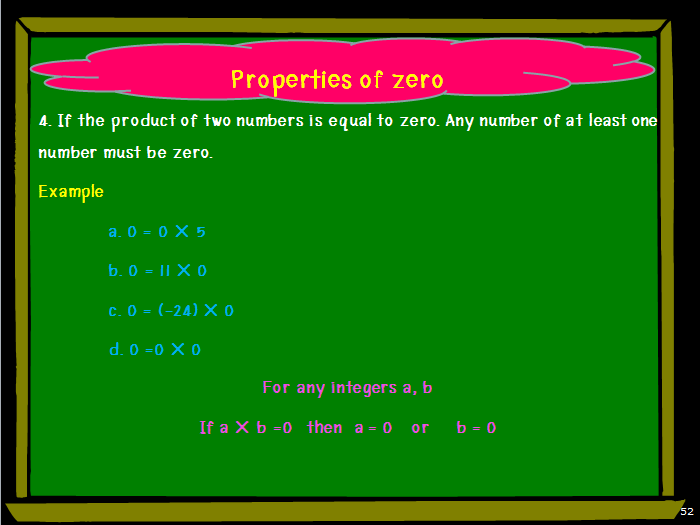 Properties of zero
4. If the product of two numbers is equal to zero. Any number of at least one
number must be zero.
Example
a. 0 = 0 × 5
b. 0 = 11 × 0
c. 0 = (-24) × 0
d. 0 =0 × 0
For any integers a, b
If a × b =0 then a = 0 or b = 0
52